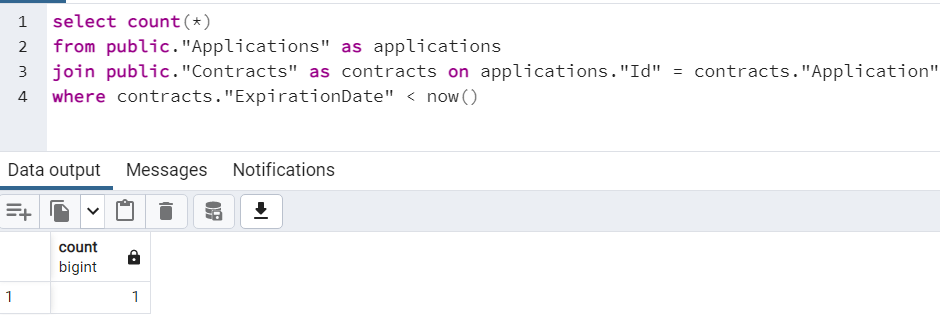 1 select count(*)
2 from public."Applications" as applications
3 join public."Contracts" as contracts on applications."Id" = contracts."Application"
4 where contracts."ExpirationDate" < now()
Data output Messages Notifications
count
bigint
1 1